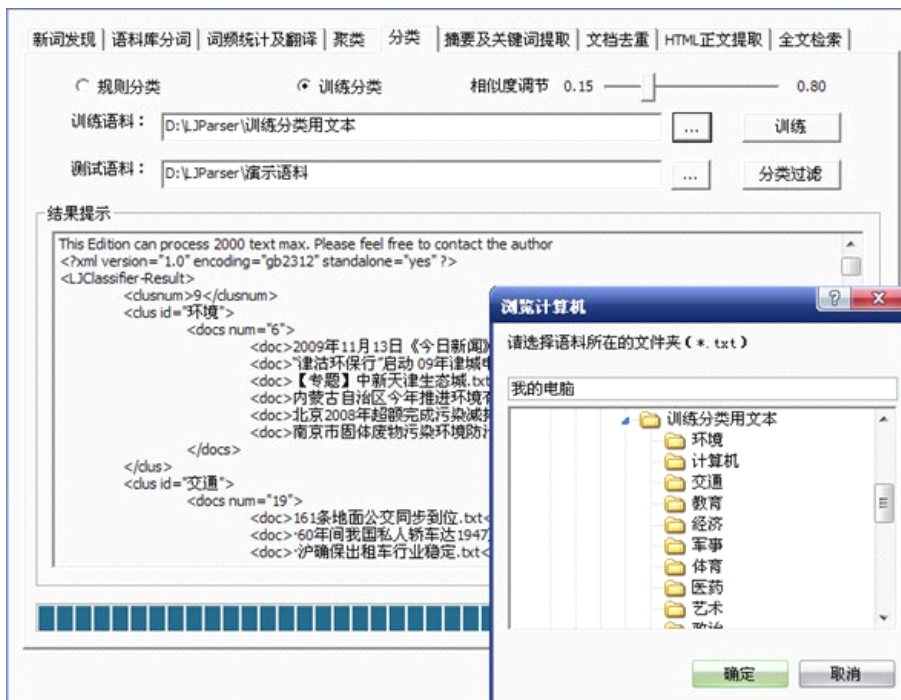 新词发现 语料库分词 词频统计及翻译 聚类 分类 摘要及关键词提取 文档去重 HTML正文提取 全文检索
规则分类 训练分类 相似度调节 0.15 0.80
训练语料： D:\LJParser\训练分类用文本 ... 训练
测试语料： D:\LJParser\演示语料 ... 分类过滤
结果提示
This Edition can process 2000 text max. Please feel free to contact the author
<?xml version="1.0" encoding="gb2312" standalone="yes" ?>
<LJClassifier-Result>
<clusnum>9</clusnum>
<clus id="环境">
<docs num="6">
<doc>2009年11月13日《今日新闻》
<doc>"津沽环保行"启动 09年津城
<doc>【专题】中新天津生态城.txt
<doc>内蒙古自治区今年推进环境
<doc>北京2008年超额完成污染减
<doc>南京市固体废物污染环境防
</docs>
</clus>
<clus id="交通">
<docs num="19">
<doc>161条地面公交同步到位.txt<
<doc>·60年间我国私人轿车达1947
<doc>·沪确保出租车行业稳定.txt<
浏览计算机
请选择语料所在的文件夹(*.txt)
我的电脑
训练分类用文本
环境
计算机
交通
教育
经济
军事
体育
医药
艺术
政治
确定 取消